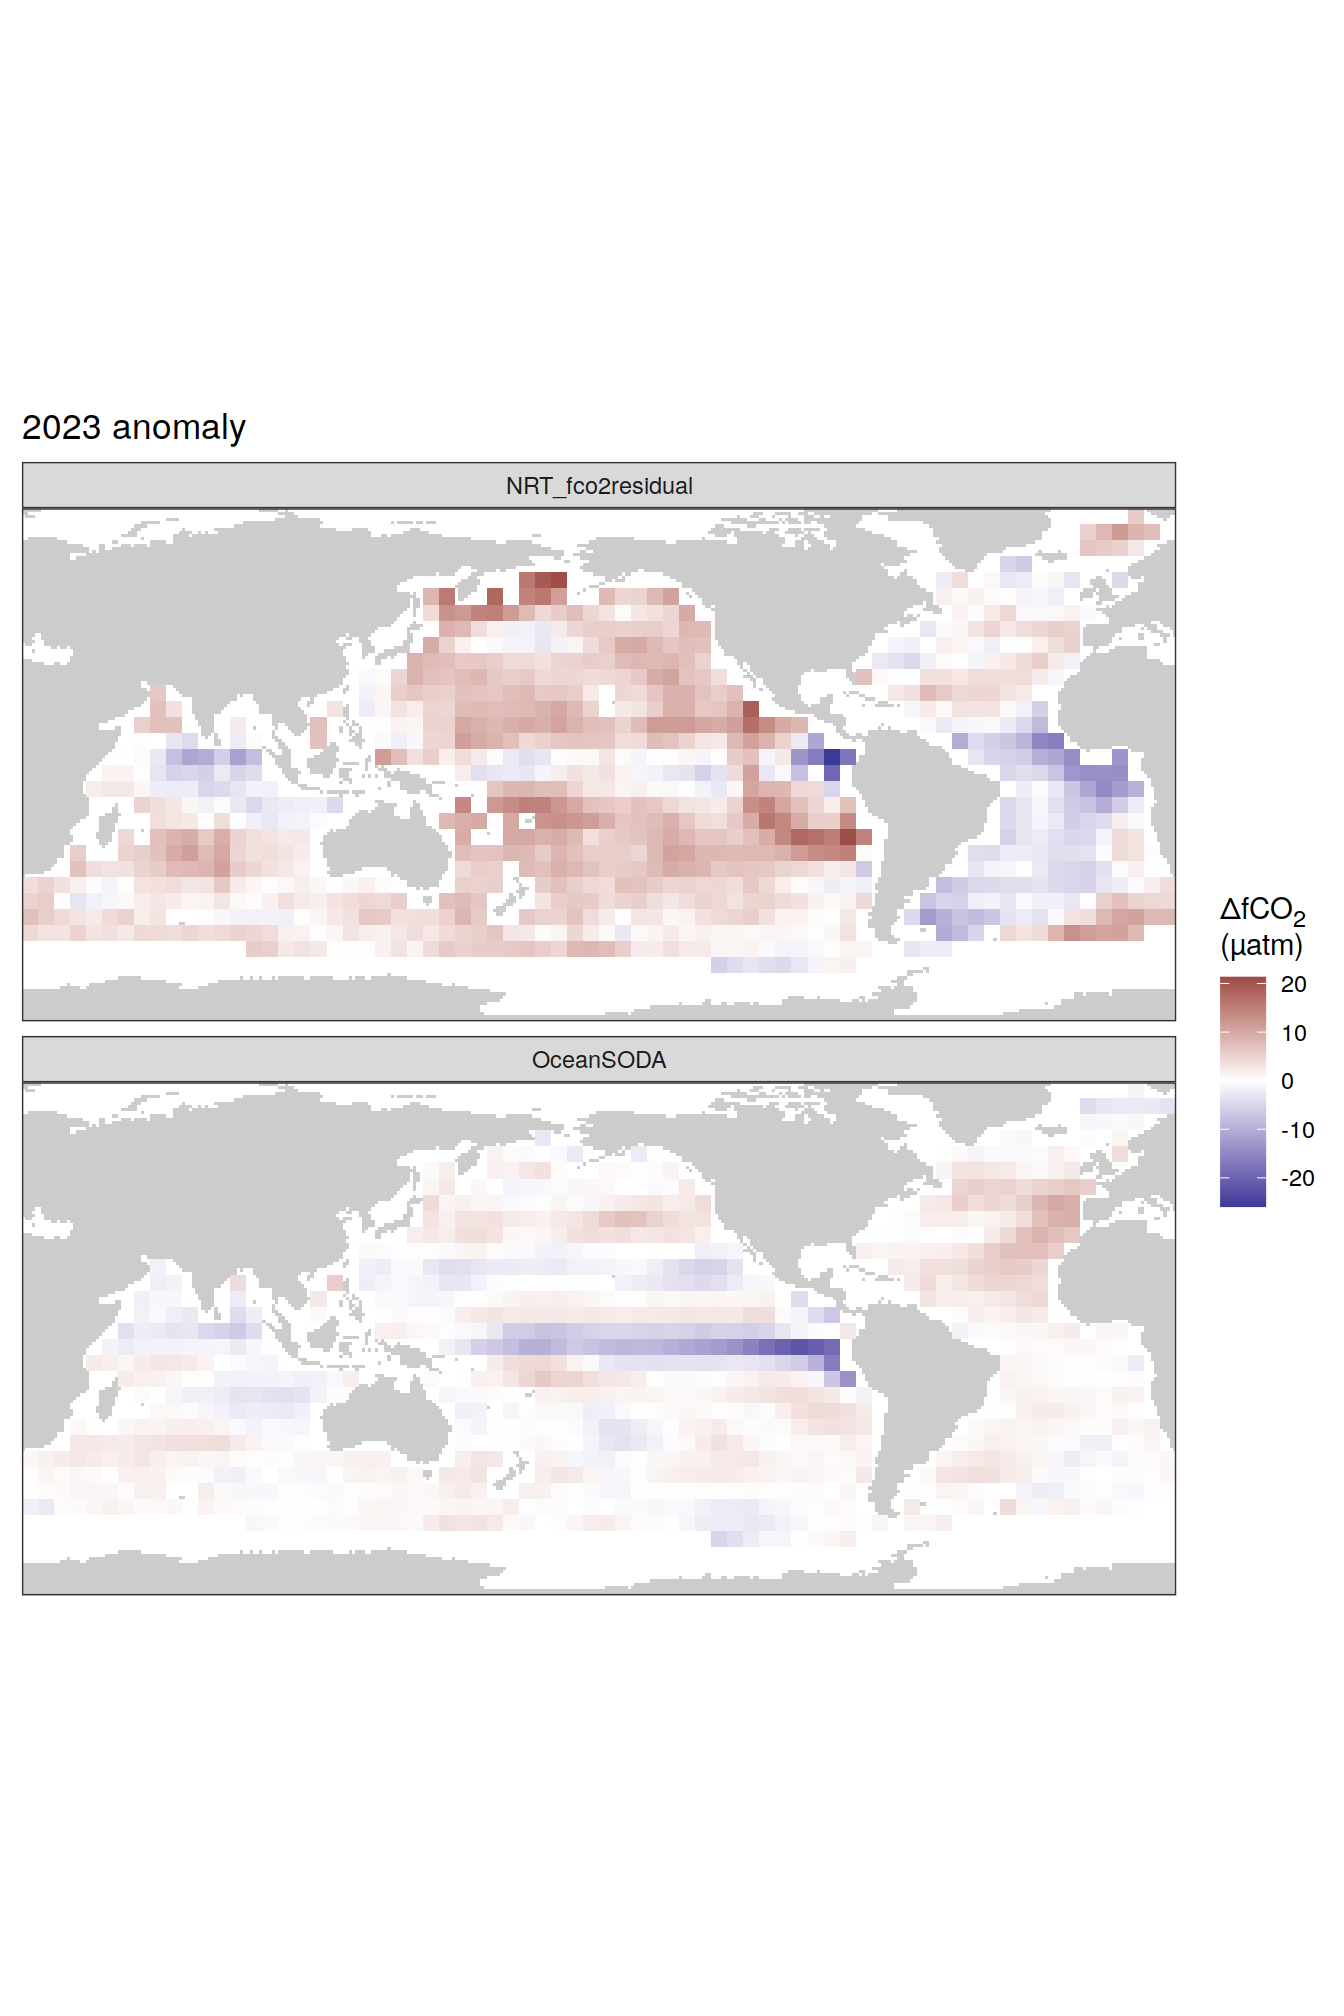 2023 anomaly
NRT_fco2residual
OceanSODA
ΔfCO₂
(µatm)
20
10
0
-10
-20